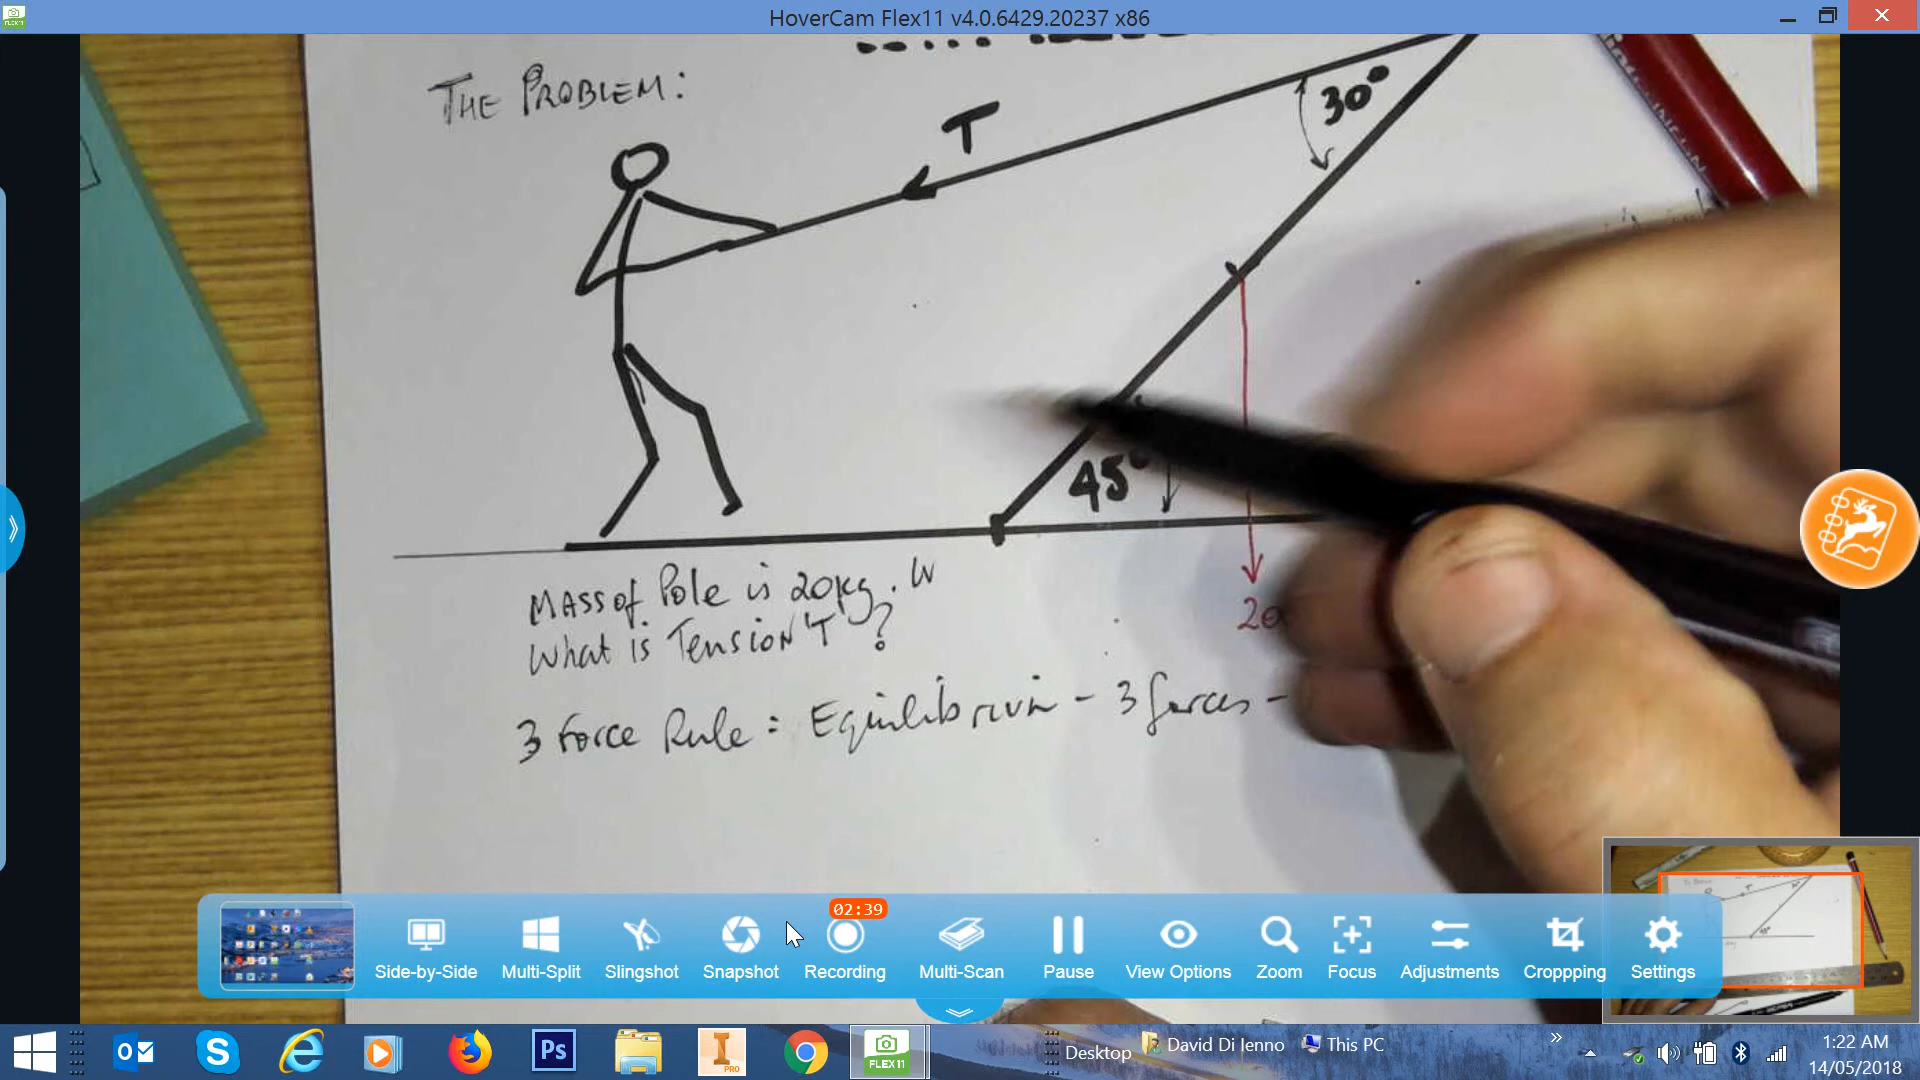 HoverCam Flex11 v4.0.6429.20237 x86
THE PROBLEM:
T
30°
45°
MASS of Pole is 20kg. W
What is Tension 'T' ?
3 Force Rule = Equilibrium - 3 forces -
02:39
Side-by-Side Multi-Split Slingshot Snapshot Recording Multi-Scan Pause View Options Zoom Focus Adjustments Croppping Settings
Desktop David Di Ienno This PC
FLEX11
PRO
Ps
1:22 AM
14/05/2018